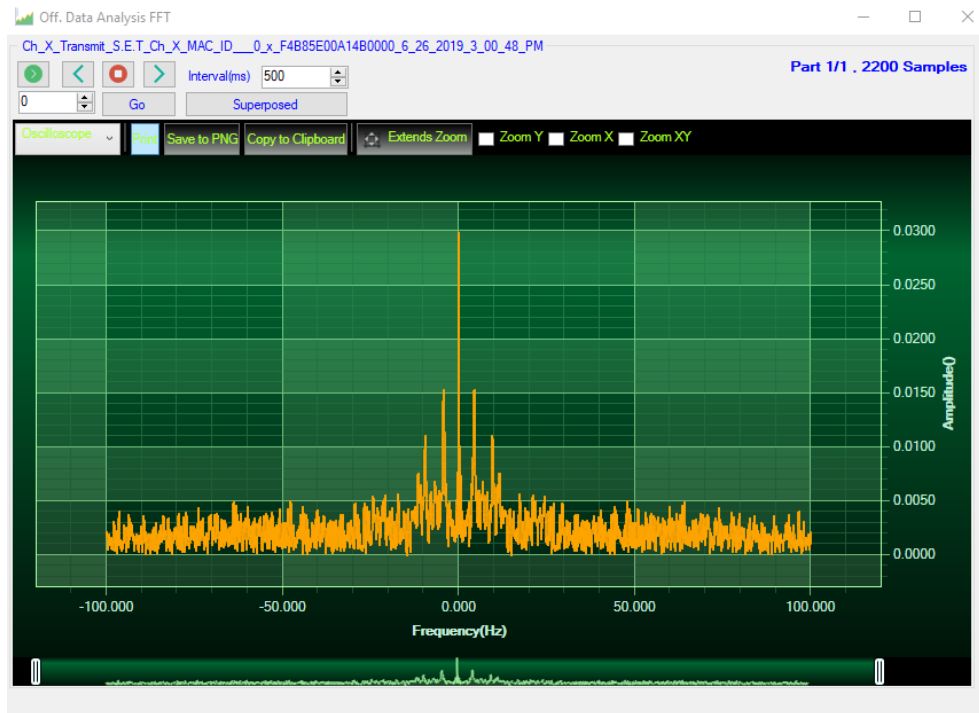 Off. Data Analysis FFT
Ch_X_Transmit_S.E.T_Ch_X_MAC_ID___0_x_F4B85E00A14B0000_6_26_2019_3_00_48_PM
Interval(ms) 500
Part 1/1 , 2200 Samples
0 Go Superposed
Oscilloscope Print Save to PNG Copy to Clipboard Extends Zoom Zoom Y Zoom X Zoom XY
0.0300
0.0250
0.0200
0.0150
0.0100
0.0050
0.0000
Amplitude()
-100.000 -50.000 0.000 50.000 100.000
Frequency(Hz)